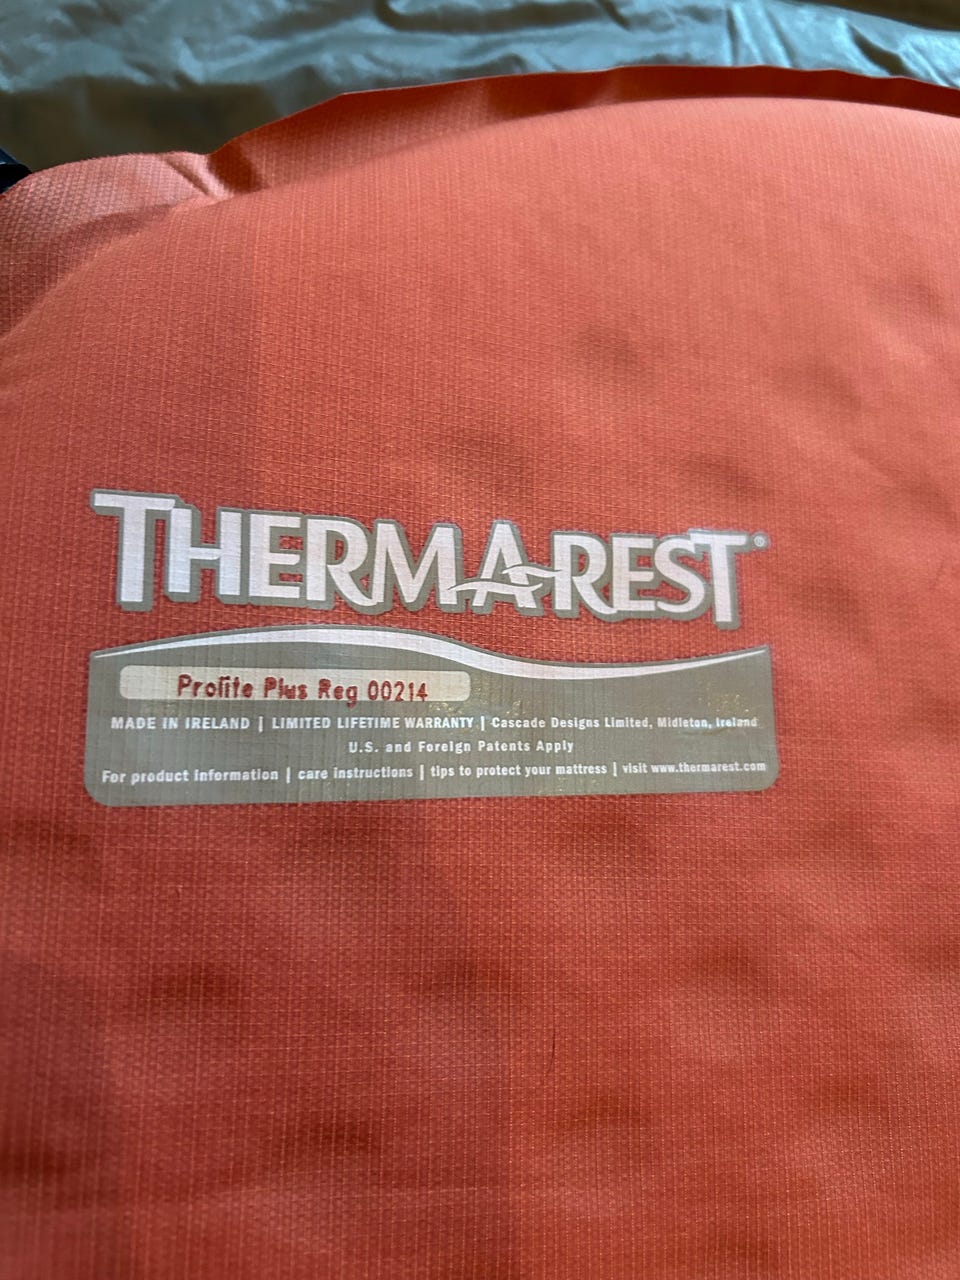 THERMAREST®
Prolite Plus Reg 00214
MADE IN IRELAND | LIMITED LIFETIME WARRANTY | Cascade Designs Limited, Midleton, Ireland
U.S. and Foreign Patents Apply
For product information | care instructions | tips to protect your mattress | visit www.thermarest.com